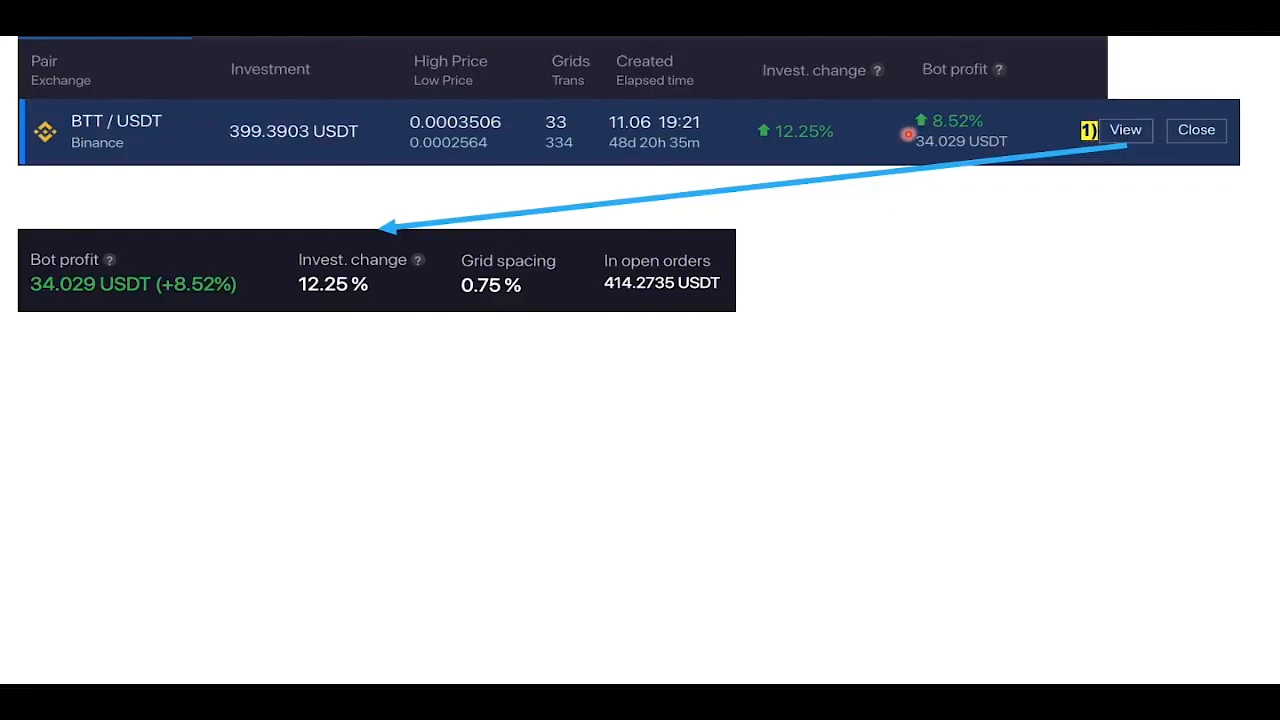 Pair Investment High Price Grids Created Invest. change ? Bot profit ?
Exchange Low Price Trans Elapsed time
BTT / USDT 399.3903 USDT 0.0003506 33 11.06 19:21 12.25% 8.52% 1) View Close
Binance 0.0002564 334 48d 20h 35m 34.029 USDT
Bot profit ? Invest. change ? Grid spacing In open orders
34.029 USDT (+8.52%) 12.25 % 0.75 % 414.2735 USDT